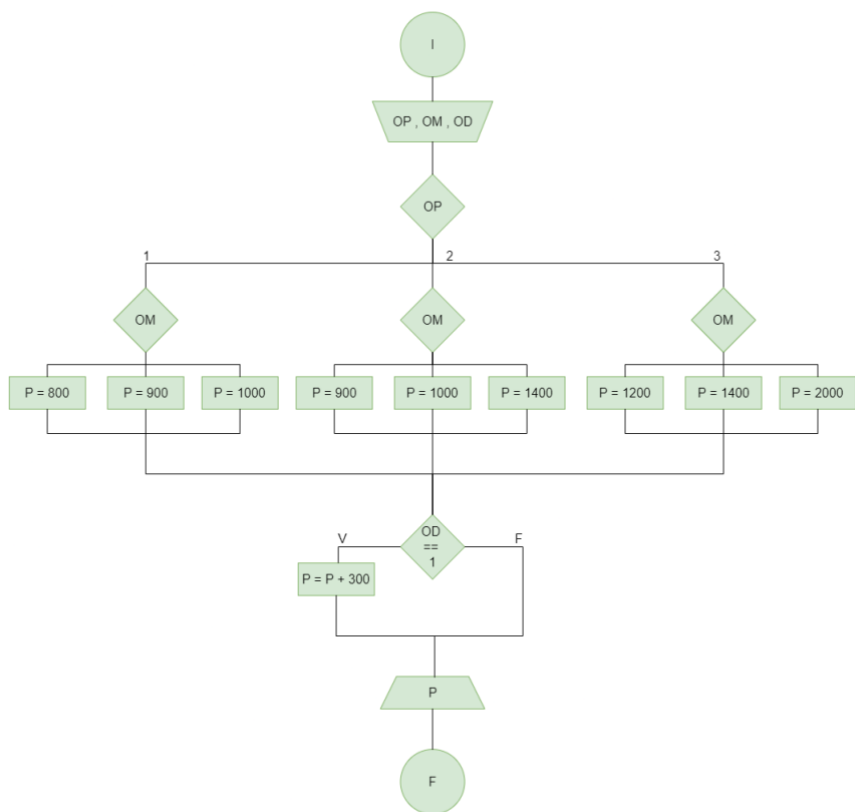 I
OP , OM , OD
OP
1
2
3
OM
OM
OM
P = 800
P = 900
P = 1000
P = 900
P = 1000
P = 1400
P = 1200
P = 1400
P = 2000
OD
==
1
V
F
P = P + 300
P
F